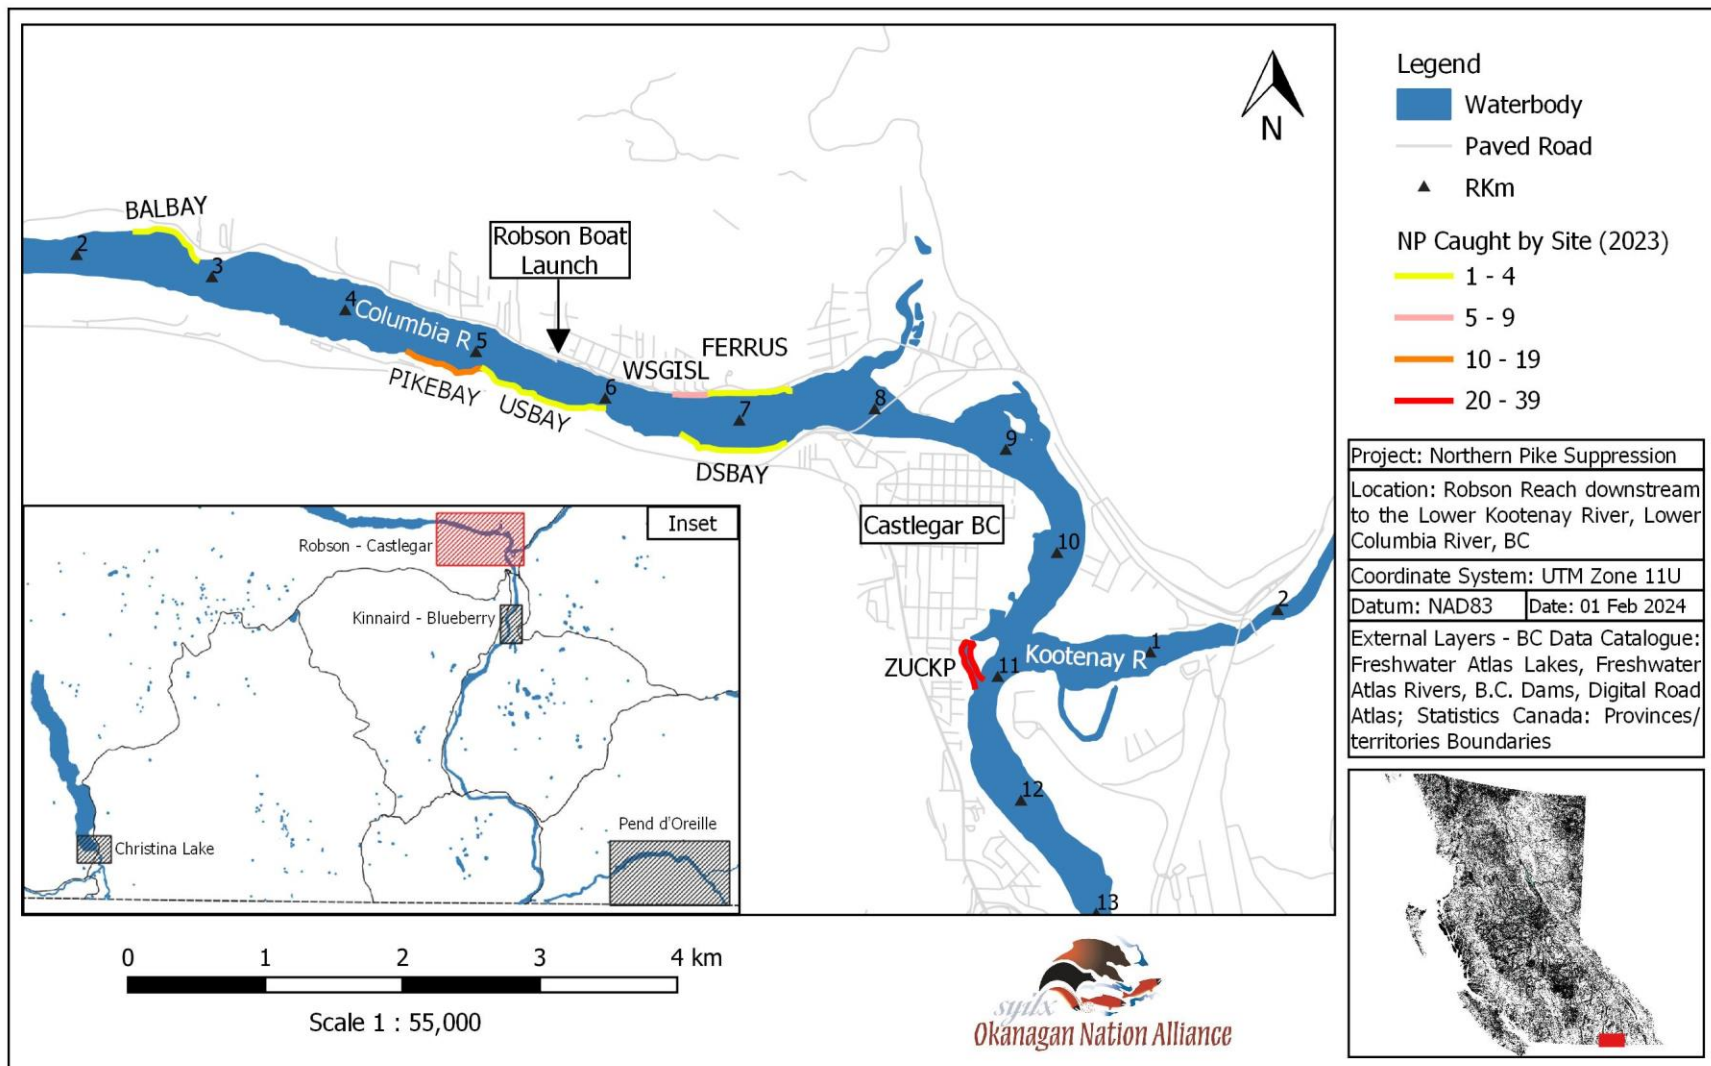 BALBAY
2
3
Robson Boat
Launch
4
Columbia R
5
PIKEBAY
USBAY
6
WSGISL
FERRUS
7
DSBAY
8
9
N
Castlegar BC
10
2
1
Kootenay R
ZUCKP
11
12
13
Inset
Robson - Castlegar
Kinnaird - Blueberry
Christina Lake
Pend d'Oreille
0 1 2 3 4 km
Scale 1 : 55,000
syilx
Okanagan Nation Alliance
Legend
Waterbody
Paved Road
RKm
NP Caught by Site (2023)
1 - 4
5 - 9
10 - 19
20 - 39
Project: Northern Pike Suppression
Location: Robson Reach downstream
to the Lower Kootenay River, Lower
Columbia River, BC
Coordinate System: UTM Zone 11U
Datum: NAD83 Date: 01 Feb 2024
External Layers - BC Data Catalogue:
Freshwater Atlas Lakes, Freshwater
Atlas Rivers, B.C. Dams, Digital Road
Atlas; Statistics Canada: Provinces/
territories Boundaries